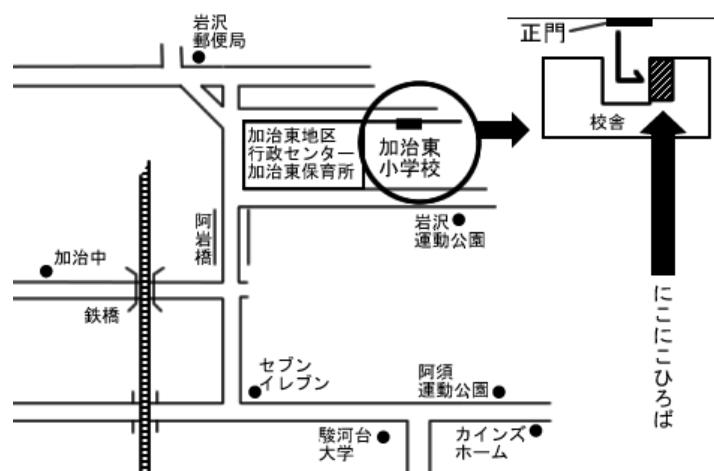 岩沢
郵便局
正門
校舎
加治東地区
行政センター
加治東保育所
加治東
小学校
阿岩橋
岩沢
運動公園
加治中
鉄橋
にこにこひろば
セブン
イレブン
阿須
運動公園
駿河台
大学
カインズ
ホーム